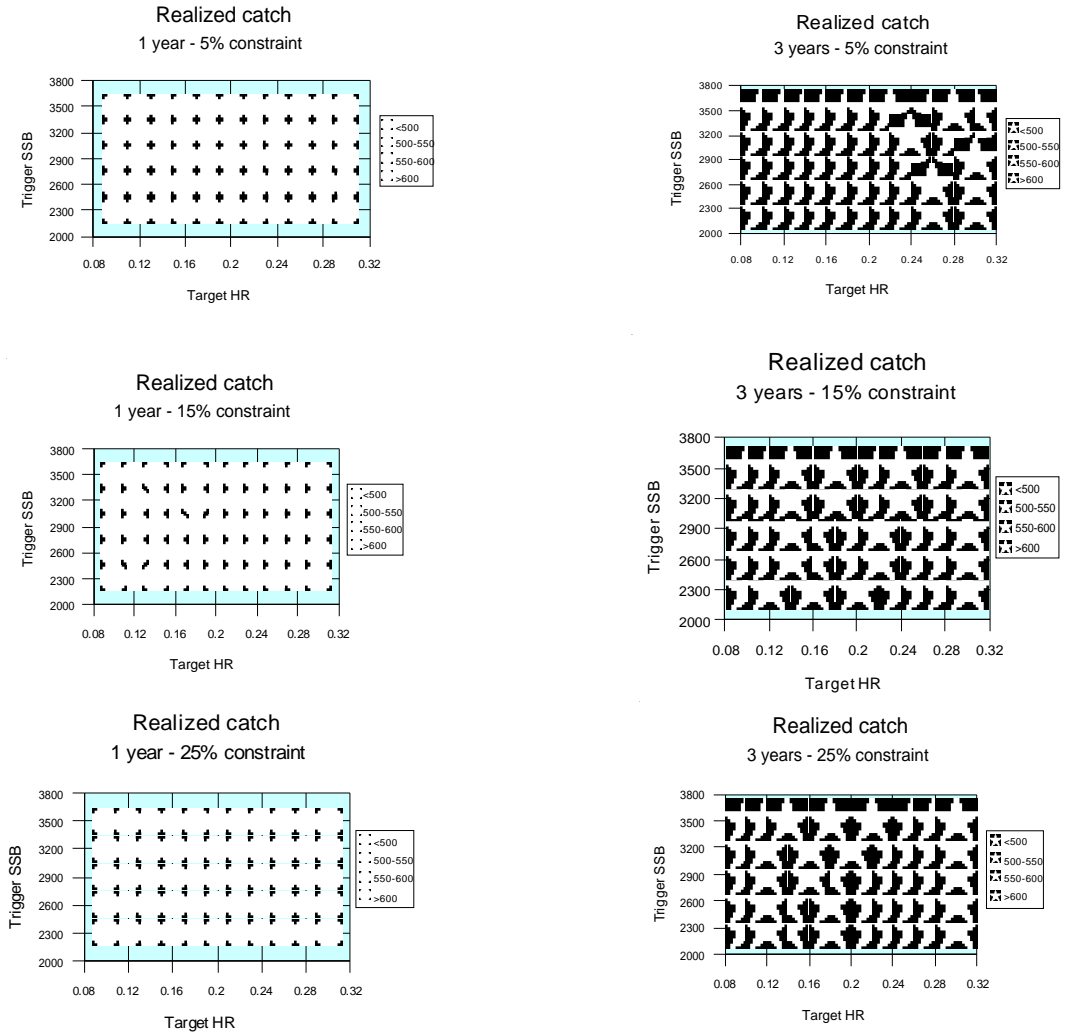 Realized catch
1 year - 5% constraint
3800
3500
3200
2900
2600
2300
2000
Trigger SSB
0.08 0.12 0.16 0.2 0.24 0.28 0.32
Target HR
<500
500-550
550-600
>600
Realized catch
3 years - 5% constraint
3800
3500
3200
2900
2600
2300
2000
Trigger SSB
0.08 0.12 0.16 0.2 0.24 0.28 0.32
Target HR
<500
500-550
550-600
>600
Realized catch
1 year - 15% constraint
3800
3500
3200
2900
2600
2300
2000
Trigger SSB
0.08 0.12 0.16 0.2 0.24 0.28 0.32
Target HR
<500
500-550
550-600
>600
Realized catch
3 years - 15% constraint
3800
3500
3200
2900
2600
2300
2000
Trigger SSB
0.08 0.12 0.16 0.2 0.24 0.28 0.32
Target HR
<500
500-550
550-600
>600
Realized catch
1 year - 25% constraint
3800
3500
3200
2900
2600
2300
2000
Trigger SSB
0.08 0.12 0.16 0.2 0.24 0.28 0.32
Target HR
<500
500-550
550-600
>600
Realized catch
3 years - 25% constraint
3800
3500
3200
2900
2600
2300
2000
Trigger SSB
0.08 0.12 0.16 0.2 0.24 0.28 0.32
Target HR
<500
500-550
550-600
>600